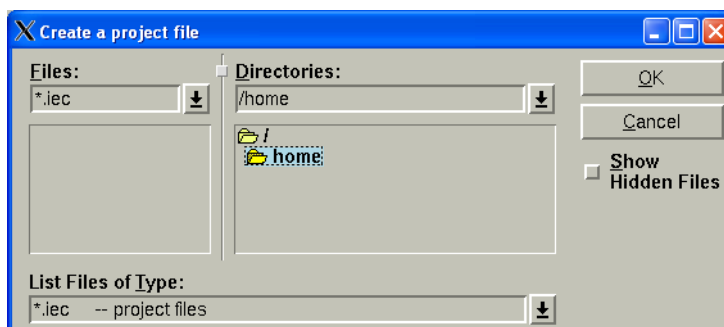 Create a project file
Files:
*.iec
Directories:
/home
OK
Cancel
/
home
Show
Hidden Files
List Files of Type:
*.iec -- project files